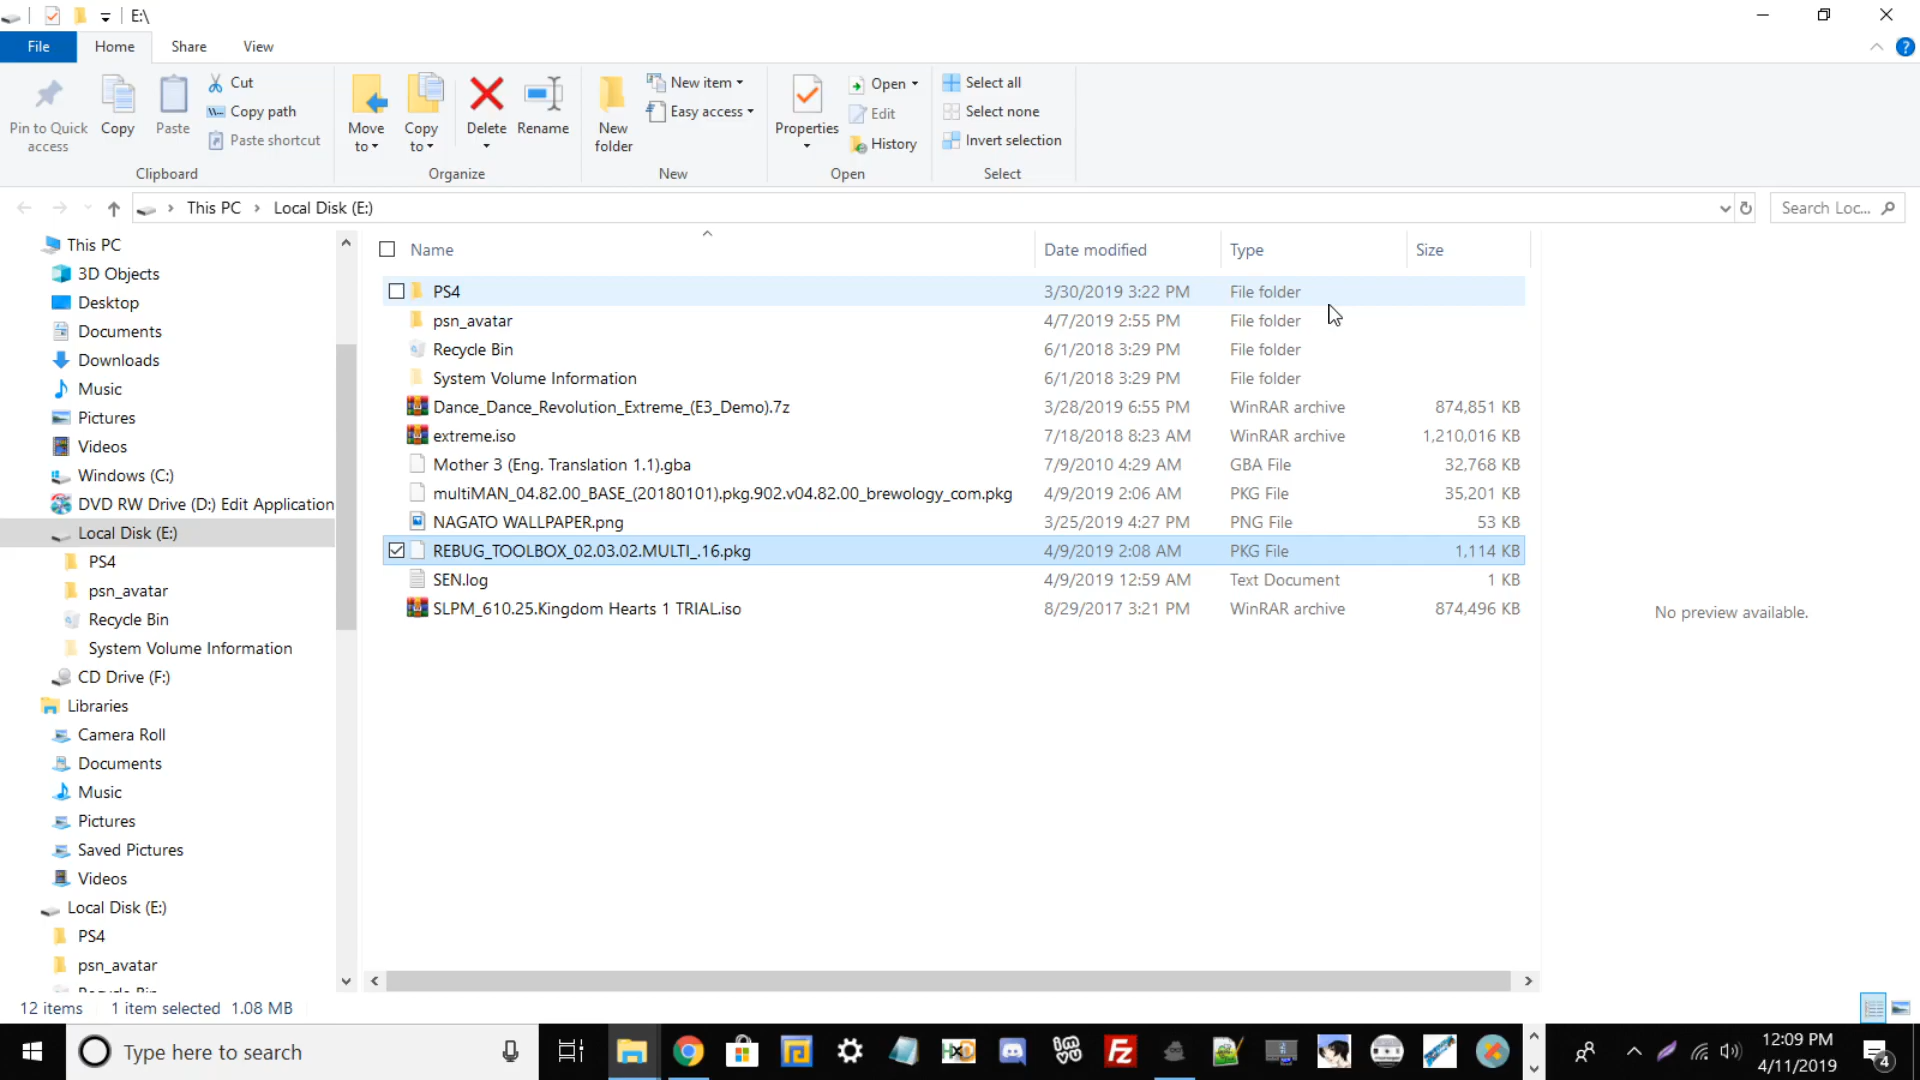 E:\
File
Home
Share
View
Pin to Quick access
Copy
Paste
Cut
Copy path
Paste shortcut
Clipboard
Move to
Copy to
Delete
Rename
Organize
New folder
New item
Easy access
New
Properties
Open
Edit
History
Open
Select all
Select none
Invert selection
Select
This PC > Local Disk (E:)
Search Loc...
This PC
3D Objects
Desktop
Documents
Downloads
Music
Pictures
Videos
Windows (C:)
DVD RW Drive (D:) Edit Application
Local Disk (E:)
PS4
psn_avatar
Recycle Bin
System Volume Information
CD Drive (F:)
Libraries
Camera Roll
Documents
Music
Pictures
Saved Pictures
Videos
Local Disk (E:)
PS4
psn_avatar
Recycle Bin
Name Date modified Type Size
PS4 3/30/2019 3:22 PM File folder
psn_avatar 4/7/2019 2:55 PM File folder
Recycle Bin 6/1/2018 3:29 PM File folder
System Volume Information 6/1/2018 3:29 PM File folder
Dance_Dance_Revolution_Extreme_(E3_Demo).7z 3/28/2019 6:55 PM WinRAR archive 874,851 KB
extreme.iso 7/18/2018 8:23 AM WinRAR archive 1,210,016 KB
Mother 3 (Eng. Translation 1.1).gba 7/9/2010 4:29 AM GBA File 32,768 KB
multiMAN_04.82.00_BASE_(20180101).pkg.902.v04.82.00_brewology_com.pkg 4/9/2019 2:06 AM PKG File 35,201 KB
NAGATO WALLPAPER.png 3/25/2019 4:27 PM PNG File 53 KB
REBUG_TOOLBOX_02.03.02.MULTI_.16.pkg 4/9/2019 2:08 AM PKG File 1,114 KB
SEN.log 4/9/2019 12:59 AM Text Document 1 KB
SLPM_610.25.Kingdom Hearts 1 TRIAL.iso 8/29/2017 3:21 PM WinRAR archive 874,496 KB
No preview available.
12 items 1 item selected 1.08 MB
Type here to search
12:09 PM
4/11/2019
4